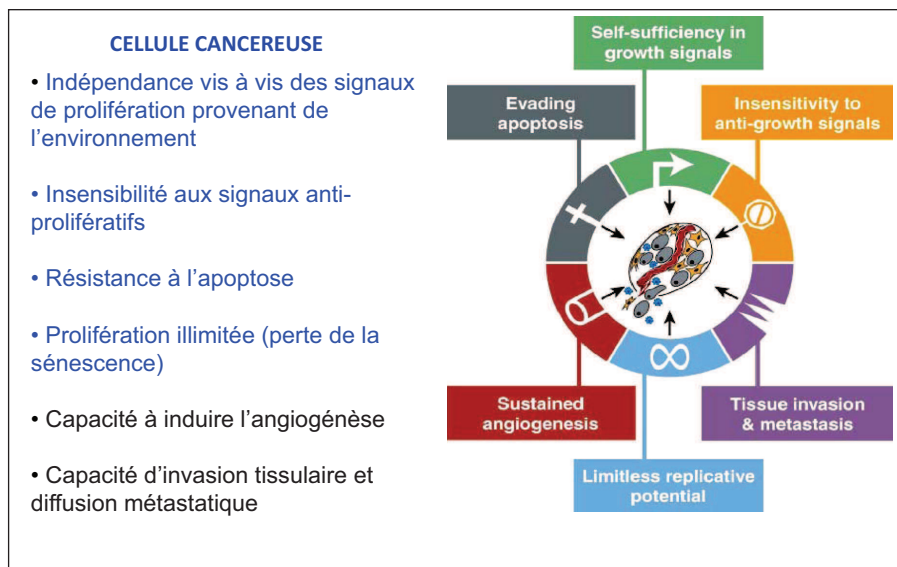 CELLULE CANCEREUSE
• Indépendance vis à vis des signaux
de prolifération provenant de
l’environnement
• Insensibilité aux signaux anti-
prolifératifs
• Résistance à l’apoptose
• Prolifération illimitée (perte de la
sénescence)
• Capacité à induire l’angiogénèse
• Capacité d’invasion tissulaire et
diffusion métastatique
Self-sufficiency in
growth signals
Evading
apoptosis
Insensitivity to
anti-growth signals
Sustained
angiogenesis
Tissue invasion
& metastasis
Limitless replicative
potential